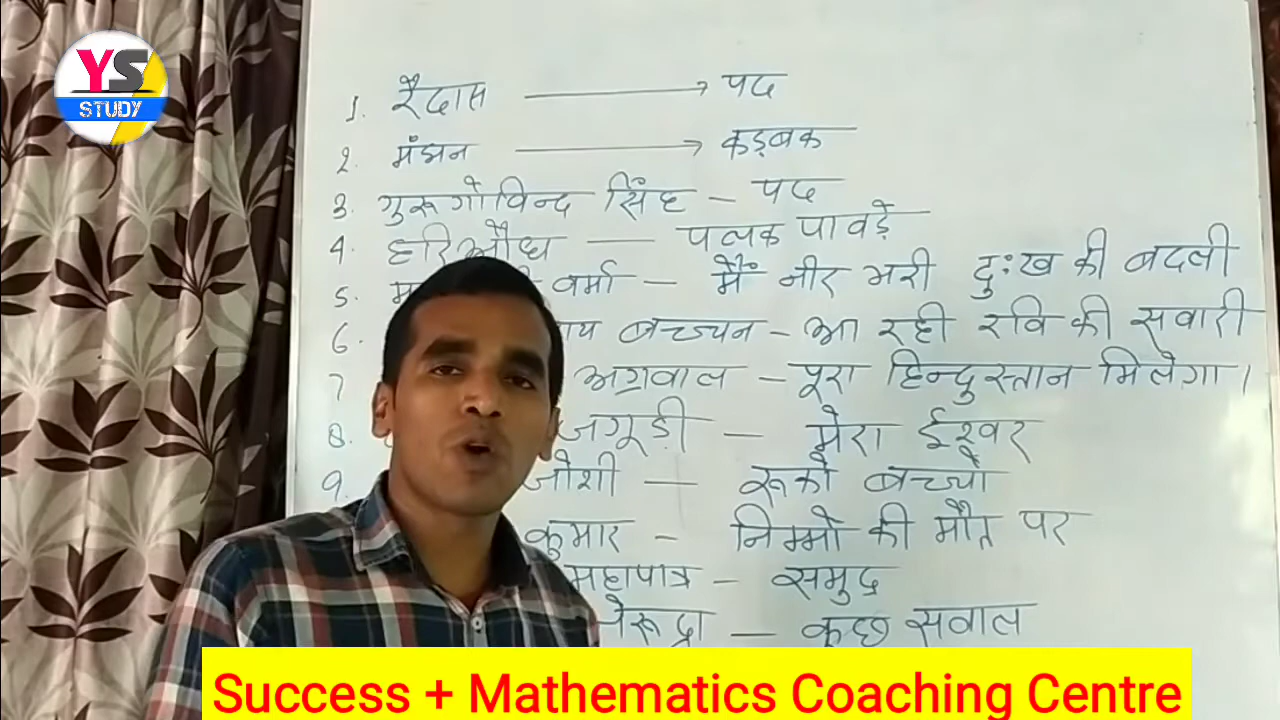 YS
STUDY
1. रैदास → पद
2. मंझन → कड़बक
3. गुरू गोविन्द सिंह - पद
4. हरिऔध — पलक पावड़े
5. वर्मा - मैं नीर भरी दुःख की बदली
6. राय बच्चन - आ रही रवि की सवारी
7 अग्रवाल - पूरा हिन्दुस्तान मिलेगा।
8. जगूड़ी - मेरा ईश्वर
9. जोशी - रूको बच्चों
कुमार - निम्मो की मौत पर
महापात्र - समुद्र
नेरूद्रा - कुछ सवाल
Success + Mathematics Coaching Centre